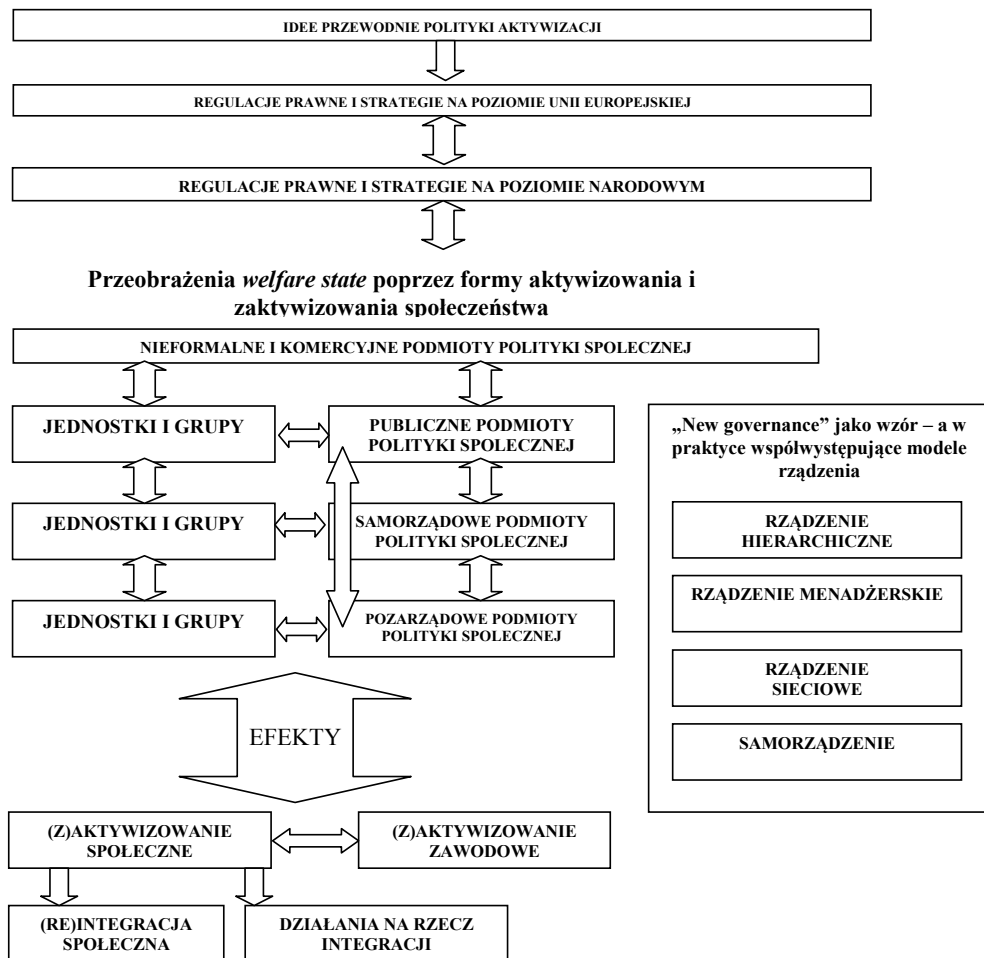 IDEE PRZEWODNIE POLITYKI AKTYWIZACJI
REGULACJE PRAWNE I STRATEGIE NA POZIOMIE UNII EUROPEJSKIEJ
REGULACJE PRAWNE I STRATEGIE NA POZIOMIE NARODOWYM
Przeobrażenia welfare state poprzez formy aktywizowania i
zaktywizowania społeczeństwa
NIEFORMALNE I KOMERCYJNE PODMIOTY POLITYKI SPOŁECZNEJ
JEDNOSTKI I GRUPY
PUBLICZNE PODMIOTY
POLITYKI SPOŁECZNEJ
JEDNOSTKI I GRUPY
SAMORZĄDOWE PODMIOTY
POLITYKI SPOŁECZNEJ
JEDNOSTKI I GRUPY
POZARZĄDOWE PODMIOTY
POLITYKI SPOŁECZNEJ
„New governance” jako wzór – a w
praktyce współwystępujące modele
rządzenia
RZĄDZENIE
HIERARCHICZNE
RZĄDZENIE MENADŻERSKIE
RZĄDZENIE
SIECIOWE
SAMORZĄDZENIE
EFEKTY
(Z)AKTYWIZOWANIE
SPOŁECZNE
(Z)AKTYWIZOWANIE
ZAWODOWE
(RE)INTEGRACJA
SPOŁECZNA
DZIAŁANIA NA RZECZ
INTEGRACJI